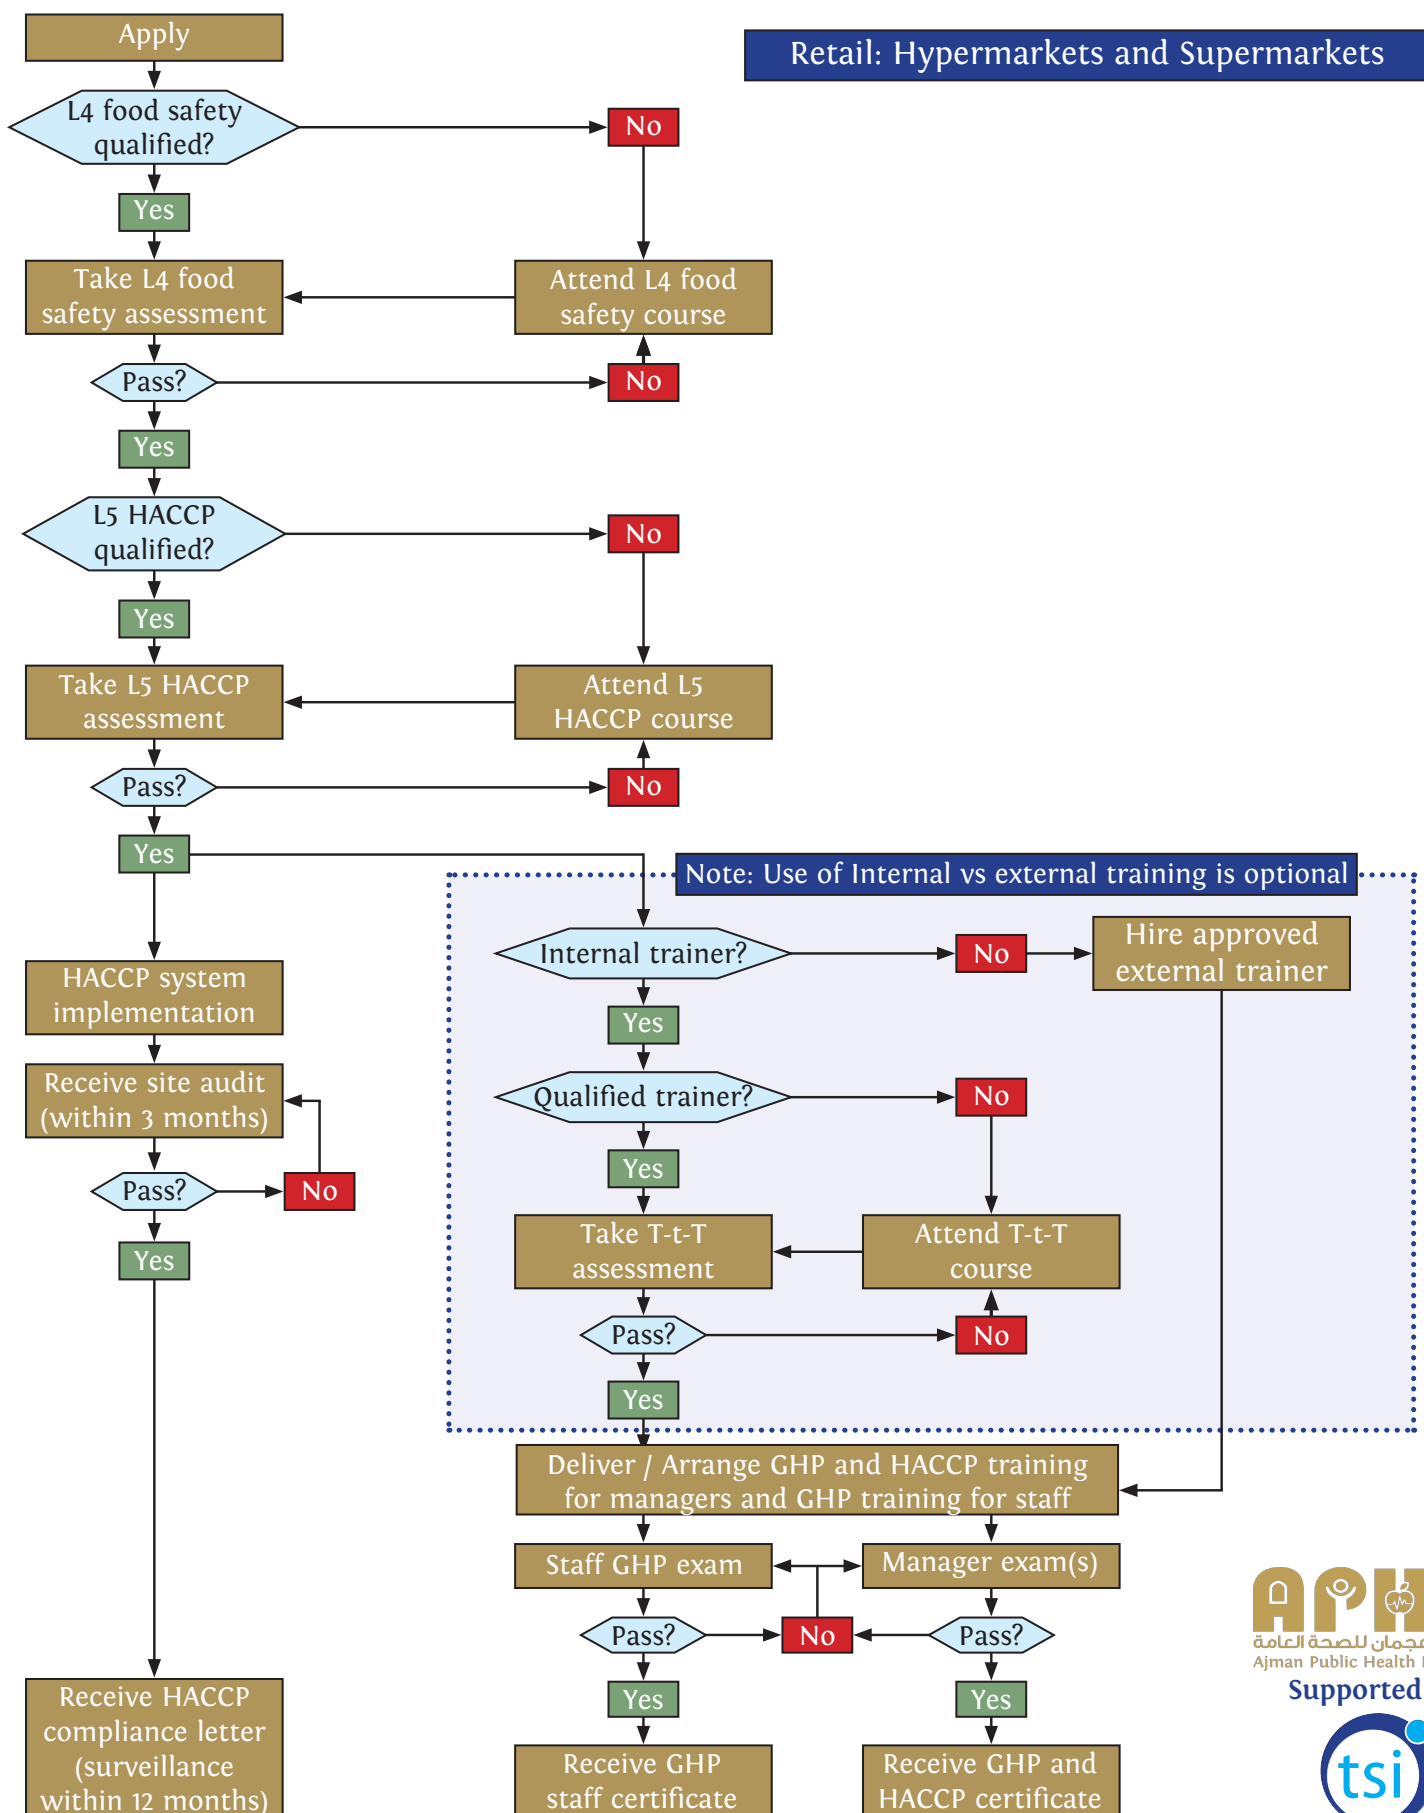 Apply
Retail: Hypermarkets and Supermarkets
L4 food safety
qualified?
No
Yes
Take L4 food
safety assessment
Attend L4 food
safety course
Pass?
No
Yes
L5 HACCP
qualified?
No
Yes
Take L5 HACCP
assessment
Attend L5
HACCP course
Pass?
No
Yes
Note: Use of Internal vs external training is optional
Internal trainer?
No
Hire approved
external trainer
HACCP system
implementation
Yes
Receive site audit
(within 3 months)
Qualified trainer?
No
Pass?
No
Yes
Yes
Take T-t-T
assessment
Attend T-t-T
course
Pass?
No
Yes
Deliver / Arrange GHP and HACCP training
for managers and GHP training for staff
Staff GHP exam
Manager exam(s)
Pass?
No
Pass?
Yes
Yes
Receive HACCP
compliance letter
(surveillance
within 12 months)
Receive GHP
staff certificate
Receive GHP and
HACCP certificate
APH
عجمان للصحة العامة
Ajman Public Health
Supported
tsi